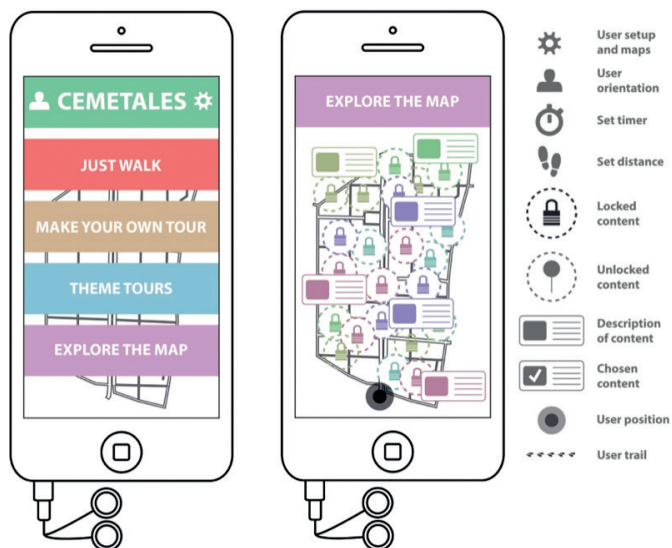 CEMETALES
JUST WALK
MAKE YOUR OWN TOUR
THEME TOURS
EXPLORE THE MAP
EXPLORE THE MAP
User setup
and maps
User
orientation
Set timer
Set distance
Locked
content
Unlocked
content
Description
of content
Chosen
content
User position
User trail